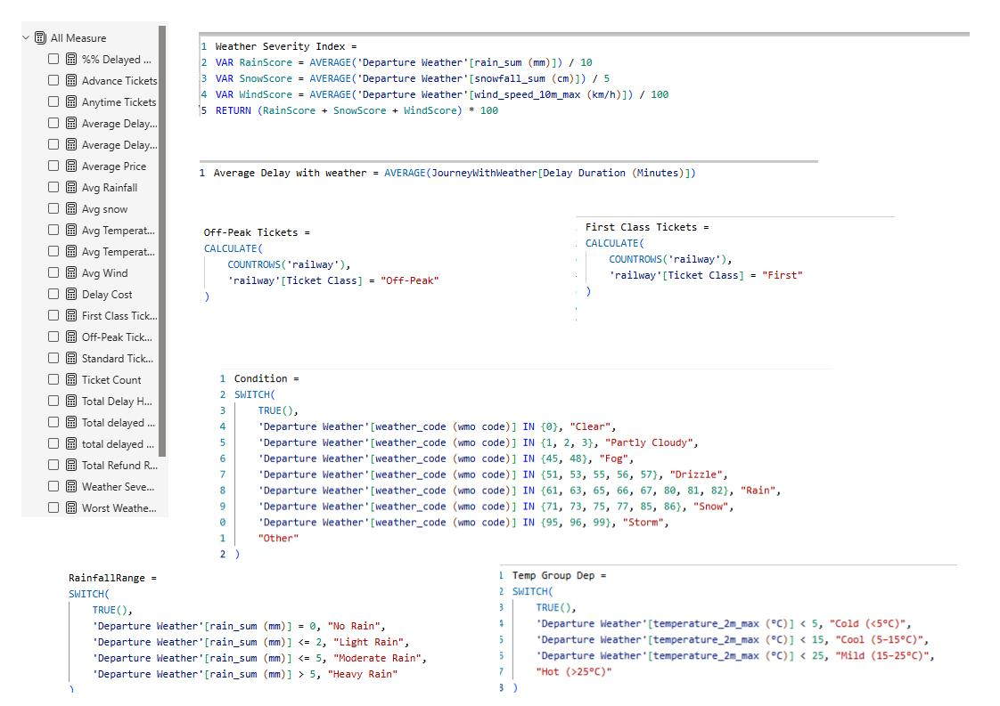 All Measure
%% Delayed ...
Advance Tickets
Anytime Tickets
Average Delay...
Average Delay...
Average Price
Avg Rainfall
Avg snow
Avg Temperat...
Avg Temperat...
Avg Wind
Delay Cost
First Class Tick...
Off-Peak Tick...
Standard Tick...
Ticket Count
Total Delay H...
Total delayed ...
total delayed ...
Total Refund R...
Weather Seve...
Worst Weathe...
1 Weather Severity Index =
2 VAR RainScore = AVERAGE('Departure Weather'[rain_sum (mm)]) / 10
3 VAR SnowScore = AVERAGE('Departure Weather'[snowfall_sum (cm)]) / 5
4 VAR WindScore = AVERAGE('Departure Weather'[wind_speed_10m_max (km/h)]) / 100
5 RETURN (RainScore + SnowScore + WindScore) * 100
1 Average Delay with weather = AVERAGE(JourneyWithWeather[Delay Duration (Minutes)])
Off-Peak Tickets =
CALCULATE(
COUNTROWS('railway'),
'railway'[Ticket Class] = "Off-Peak"
)
First Class Tickets =
CALCULATE(
COUNTROWS('railway'),
'railway'[Ticket Class] = "First"
)
1 Condition =
2 SWITCH(
3 TRUE(),
4 'Departure Weather'[weather_code (wmo code)] IN {0}, "Clear",
5 'Departure Weather'[weather_code (wmo code)] IN {1, 2, 3}, "Partly Cloudy",
6 'Departure Weather'[weather_code (wmo code)] IN {45, 48}, "Fog",
7 'Departure Weather'[weather_code (wmo code)] IN {51, 53, 55, 56, 57}, "Drizzle",
8 'Departure Weather'[weather_code (wmo code)] IN {61, 63, 65, 66, 67, 80, 81, 82}, "Rain",
9 'Departure Weather'[weather_code (wmo code)] IN {71, 73, 75, 77, 85, 86}, "Snow",
0 'Departure Weather'[weather_code (wmo code)] IN {95, 96, 99}, "Storm",
1 "Other"
2 )
RainfallRange =
SWITCH(
TRUE(),
'Departure Weather'[rain_sum (mm)] = 0, "No Rain",
'Departure Weather'[rain_sum (mm)] <= 2, "Light Rain",
'Departure Weather'[rain_sum (mm)] <= 5, "Moderate Rain",
'Departure Weather'[rain_sum (mm)] > 5, "Heavy Rain"
)
1 Temp Group Dep =
2 SWITCH(
3 TRUE(),
4 'Departure Weather'[temperature_2m_max (°C)] < 5, "Cold (<5°C)",
5 'Departure Weather'[temperature_2m_max (°C)] < 15, "Cool (5–15°C)",
6 'Departure Weather'[temperature_2m_max (°C)] < 25, "Mild (15–25°C)",
7 "Hot (>25°C)"
8 )